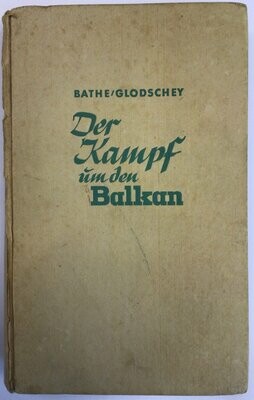 BATHE/GLODSCHEY
Der
Kampf
um den
Balkan